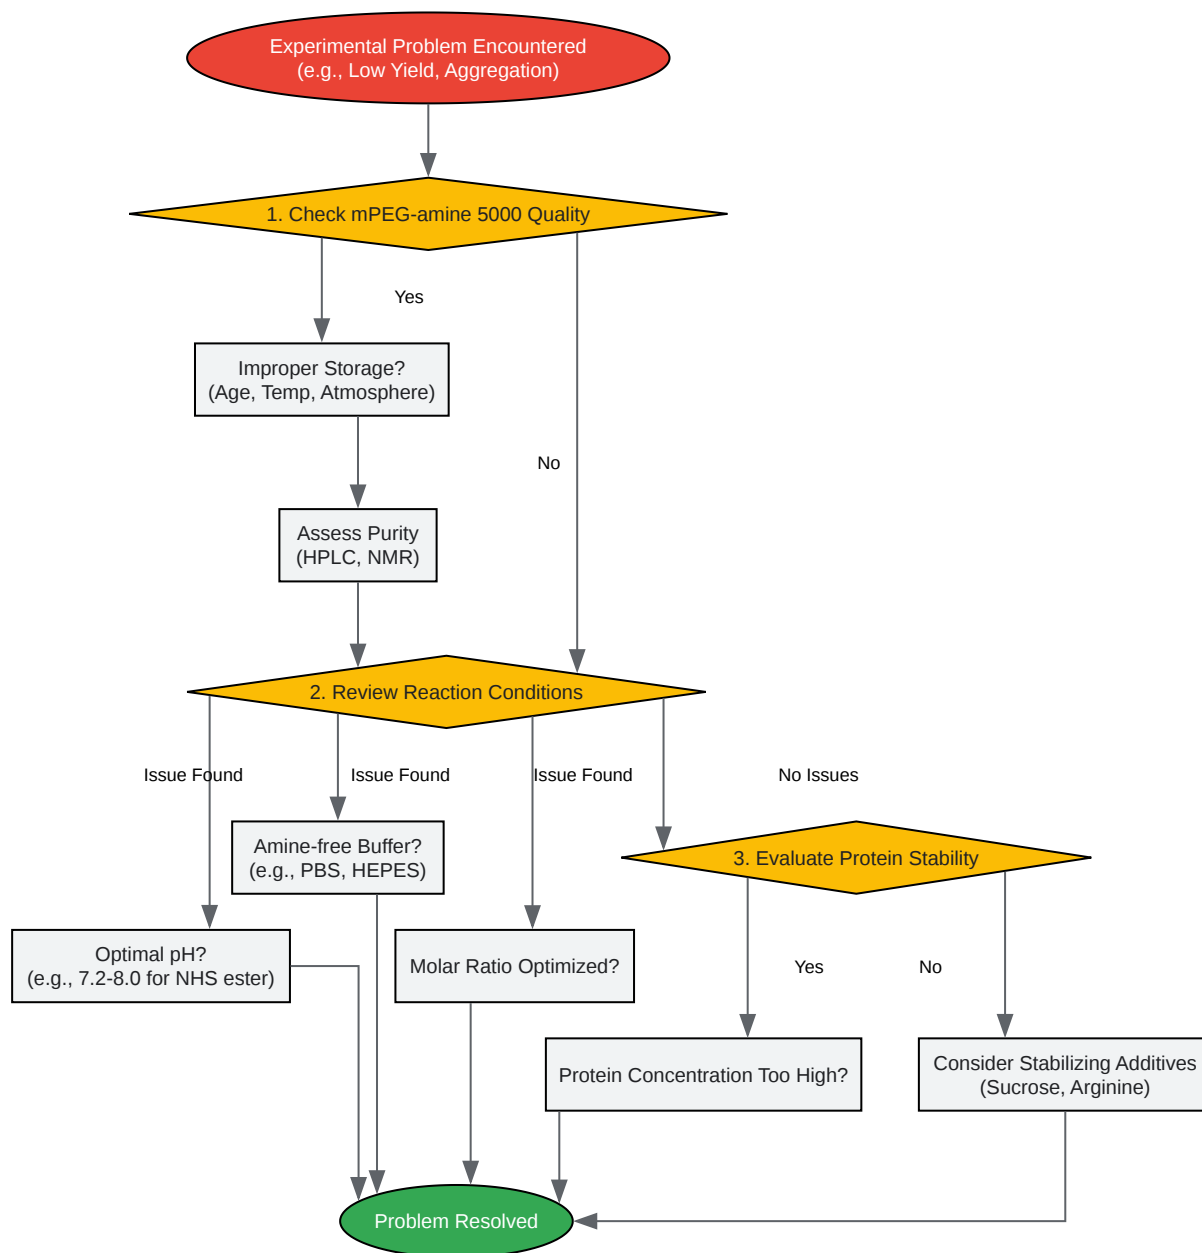 Experimental Problem Encountered
(e.g., Low Yield, Aggregation)
1. Check mPEG-amine 5000 Quality
Yes
Improper Storage?
(Age, Temp, Atmosphere)
No
Assess Purity
(HPLC, NMR)
2. Review Reaction Conditions
Issue Found
Issue Found
Issue Found
No Issues
Amine-free Buffer?
(e.g., PBS, HEPES)
3. Evaluate Protein Stability
Optimal pH?
(e.g., 7.2-8.0 for NHS ester)
Molar Ratio Optimized?
Yes
No
Protein Concentration Too High?
Consider Stabilizing Additives
(Sucrose, Arginine)
Problem Resolved